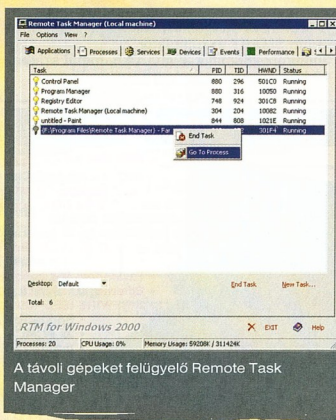 Remote Task Manager (Local machine)
File Options View ?
Applications Processes Services Devices Events Performance
Task PID TID HWND Status
Control Panel 880 296 501C0 Running
Program Manager 880 316 10050 Running
Registry Editor 748 924 301C8 Running
Remote Task Manager (Local machine) 304 204 10082 Running
untitled - Paint 844 808 1021E Running
{F:\Program Files\Remote Task Manager} - Far 301F4 Running
End Task
Go To Process
Desktop: Default End Task New Task...
Total: 6
RTM for Windows 2000 EXIT Help
Processes: 20 CPU Usage: 0% Memory Usage: 59208K / 311424K
A távoli gépeket felügyelő Remote Task
Manager